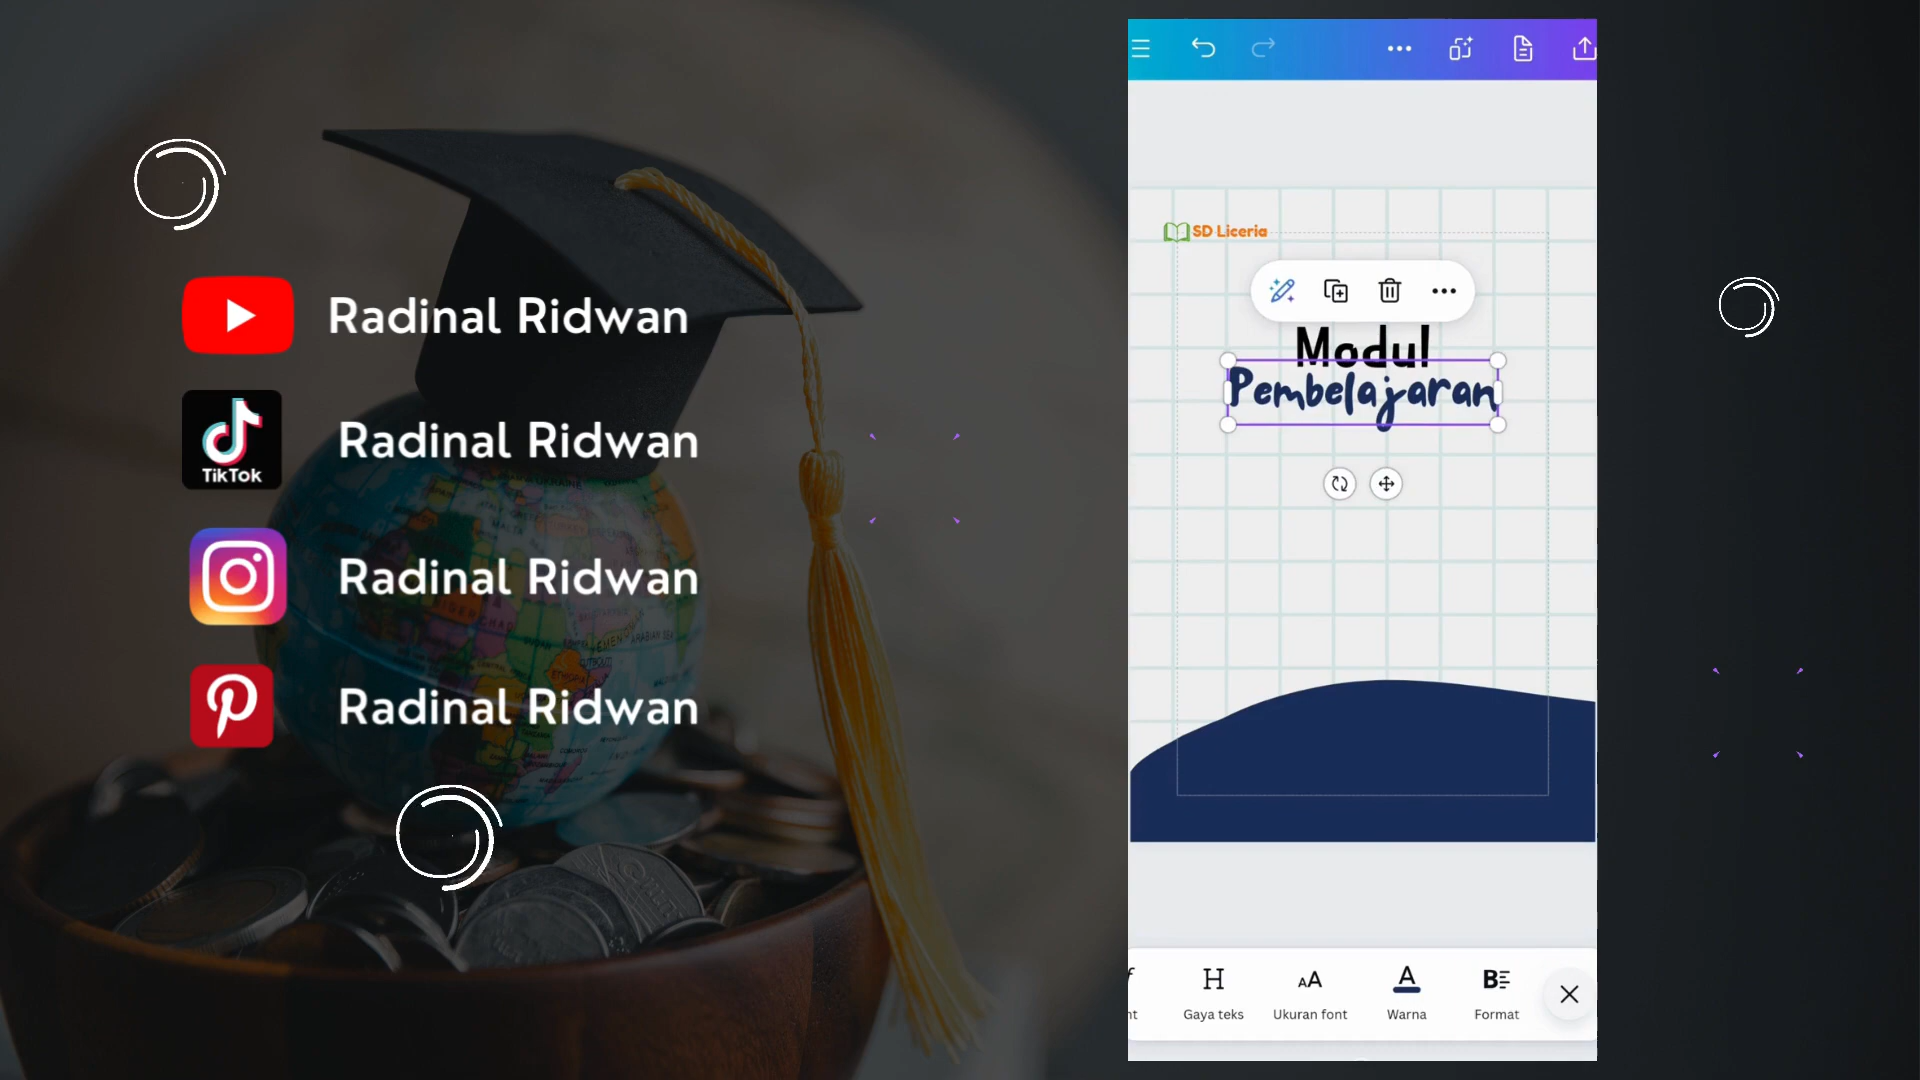 Radinal Ridwan
TikTok
Radinal Ridwan
Radinal Ridwan
Radinal Ridwan
SD Liceria
Modul
Pembelajaran
Gaya teks
Ukuran font
Warna
Format